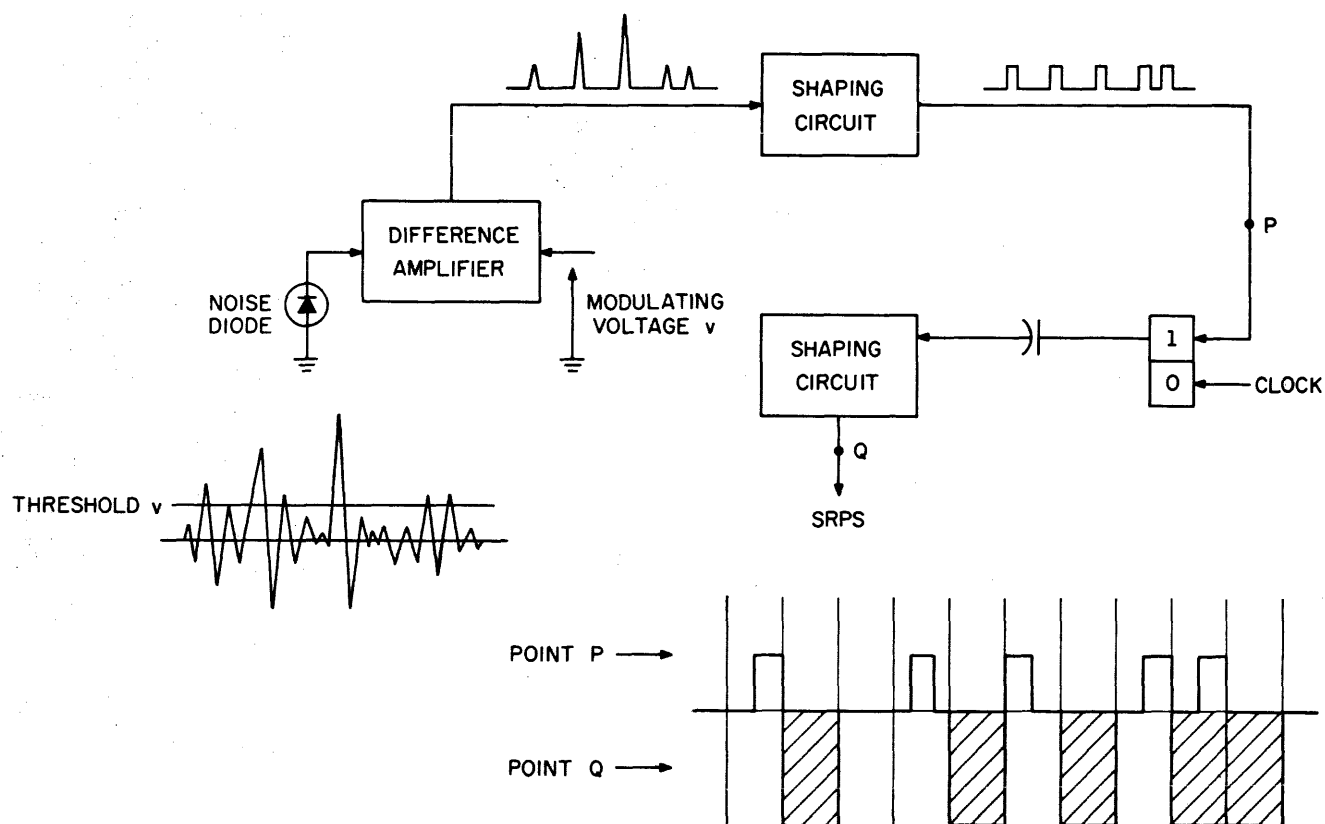 SHAPING
CIRCUIT
P
DIFFERENCE
AMPLIFIER
NOISE
DIODE
MODULATING
VOLTAGE v
SHAPING
CIRCUIT
1
0
CLOCK
Q
SRPS
THRESHOLD v
POINT P
POINT Q